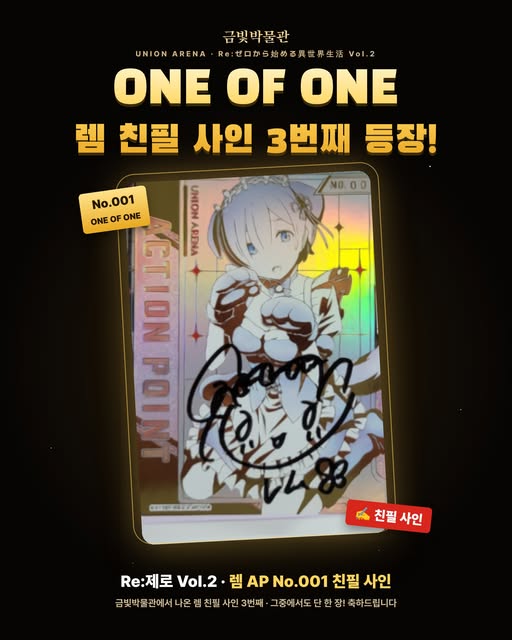 금빛박물관
UNION ARENA · Re:ゼロから始める異世界生活 Vol.2
ONE OF ONE
렘 친필 사인 3번째 등장!
No.001
ONE OF ONE
UNION ARENA
ACTION POINT
✍️ 친필 사인
Re:제로 Vol.2 · 렘 AP No.001 친필 사인
금빛박물관에서 나온 렘 친필 사인 3번째 · 그중에서도 단 한 장! 축하드립니다